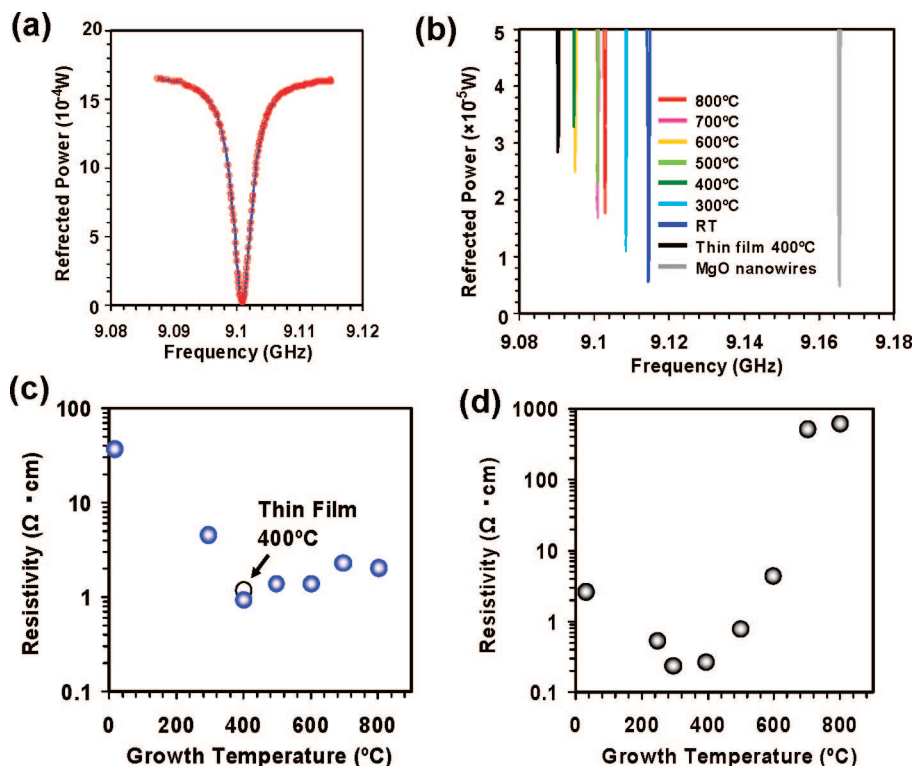 (a)
20
15
10
5
0
9.08 9.09 9.1 9.11 9.12
Refrected Power (10⁻⁴W)
Frequency (GHz)
(b)
5
4
3
2
1
0
9.08 9.1 9.12 9.14 9.16 9.18
Refrected Power (×10⁻⁵W)
Frequency (GHz)
800ºC
700ºC
600ºC
500ºC
400ºC
300ºC
RT
Thin film 400ºC
MgO nanowires
(c)
100
10
1
0.1
0 200 400 600 800
Resistivity (Ω・cm)
Growth Temperature (ºC)
Thin Film
400ºC
(d)
1000
100
10
1
0.1
0 200 400 600 800
Resistivity (Ω・cm)
Growth Temperature (ºC)